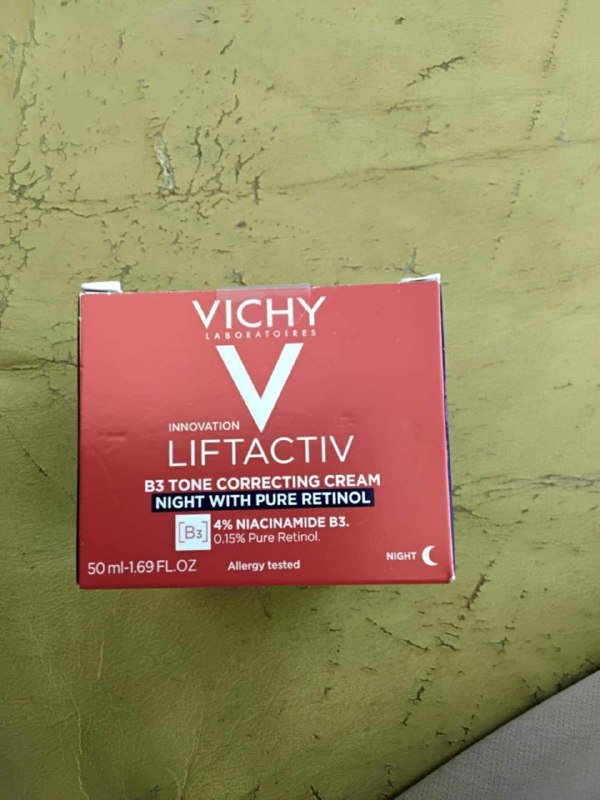 VICHY
LABORATOIRES
INNOVATION
LIFTACTIV
B3 TONE CORRECTING CREAM
NIGHT WITH PURE RETINOL
[B3] 4% NIACINAMIDE B3.
0.15% Pure Retinol.
50 ml-1.69 FL.OZ
Allergy tested
NIGHT